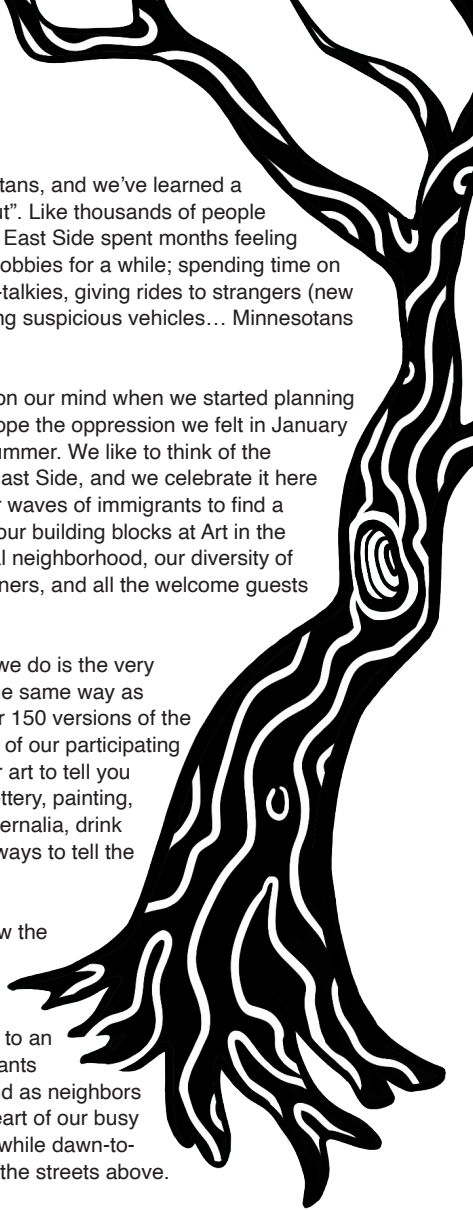 tans, and we've learned a
ut”. Like thousands of people
East Side spent months feeling
obbies for a while; spending time on
-talkies, giving rides to strangers (new
ng suspicious vehicles… Minnesotans
on our mind when we started planning
ope the oppression we felt in January
ummer. We like to think of the
ast Side, and we celebrate it here
r waves of immigrants to find a
our building blocks at Art in the
al neighborhood, our diversity of
ners, and all the welcome guests
we do is the very
ne same way as
r 150 versions of the
of our participating
r art to tell you
ttery, painting,
ernalia, drink
ways to tell the
w the
to an
ants
nd as neighbors
eart of our busy
while dawn-to-
the streets above.